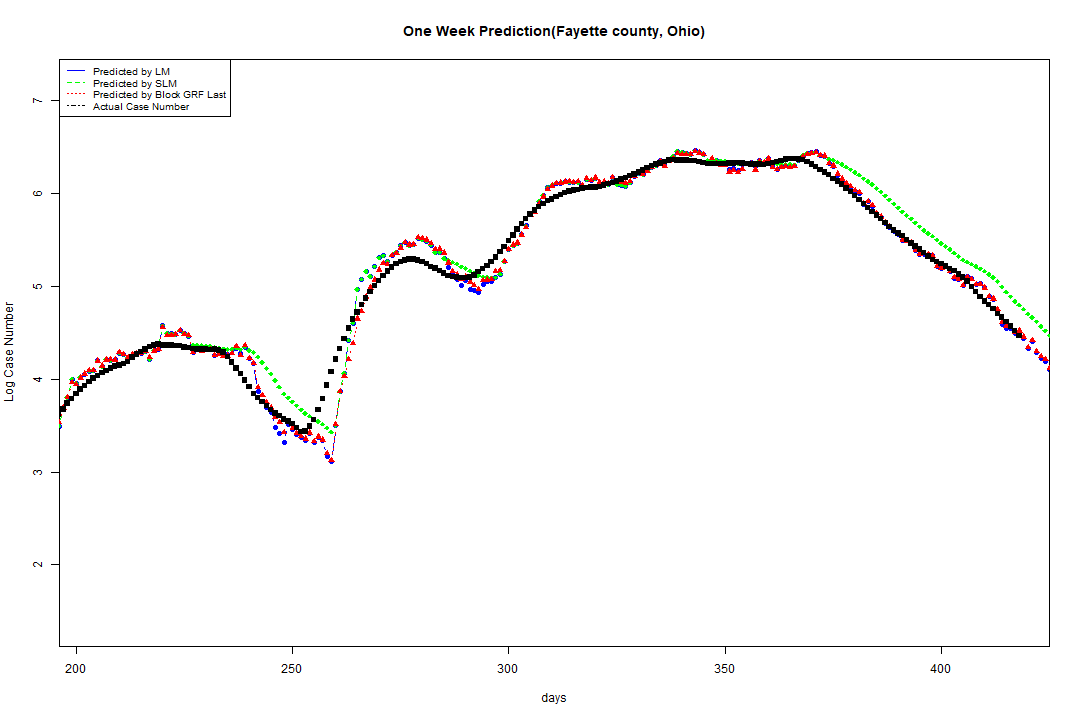 One Week Prediction(Fayette county, Ohio)
Predicted by LM
Predicted by SLM
Predicted by Block GRF Last
Actual Case Number
7
6
5
4
3
2
Log Case Number
200 250 300 350 400
days